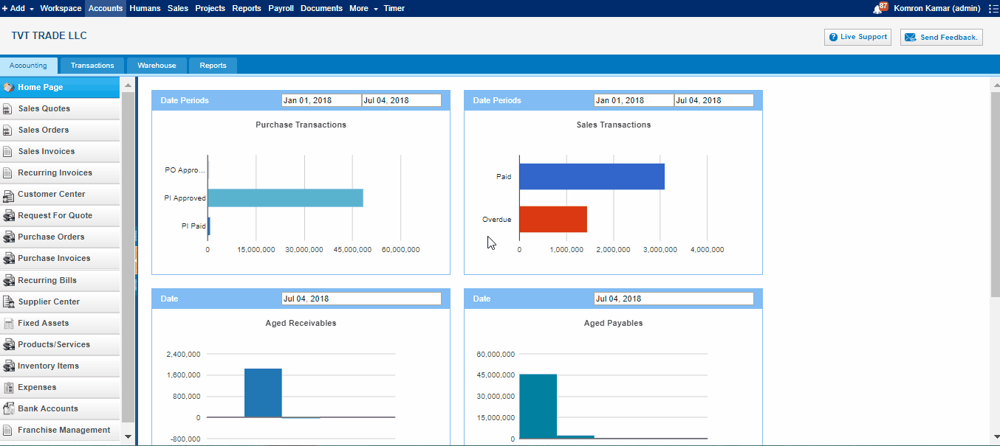 + Add Workspace Accounts Humans Sales Projects Reports Payroll Documents More Timer 87 Komron Kamar (admin)
TVT TRADE LLC
? Live Support Send Feedback.
Accounting Transactions Warehouse Reports
Home Page
Sales Quotes
Sales Orders
Sales Invoices
Recurring Invoices
Customer Center
Request For Quote
Purchase Orders
Purchase Invoices
Recurring Bills
Supplier Center
Fixed Assets
Products/Services
Inventory Items
Expenses
Bank Accounts
Franchise Management
Date Periods Jan 01, 2018 Jul 04, 2018
Purchase Transactions
PO Appro...
PI Approved
PI Paid
0 15,000,000 30,000,000 45,000,000 60,000,000
Date Periods Jan 01, 2018 Jul 04, 2018
Sales Transactions
Paid
Overdue
0 1,000,000 2,000,000 3,000,000 4,000,000
Date Jul 04, 2018
Aged Receivables
2,400,000
1,600,000
800,000
0
-800,000
Date Jul 04, 2018
Aged Payables
60,000,000
45,000,000
30,000,000
15,000,000
0